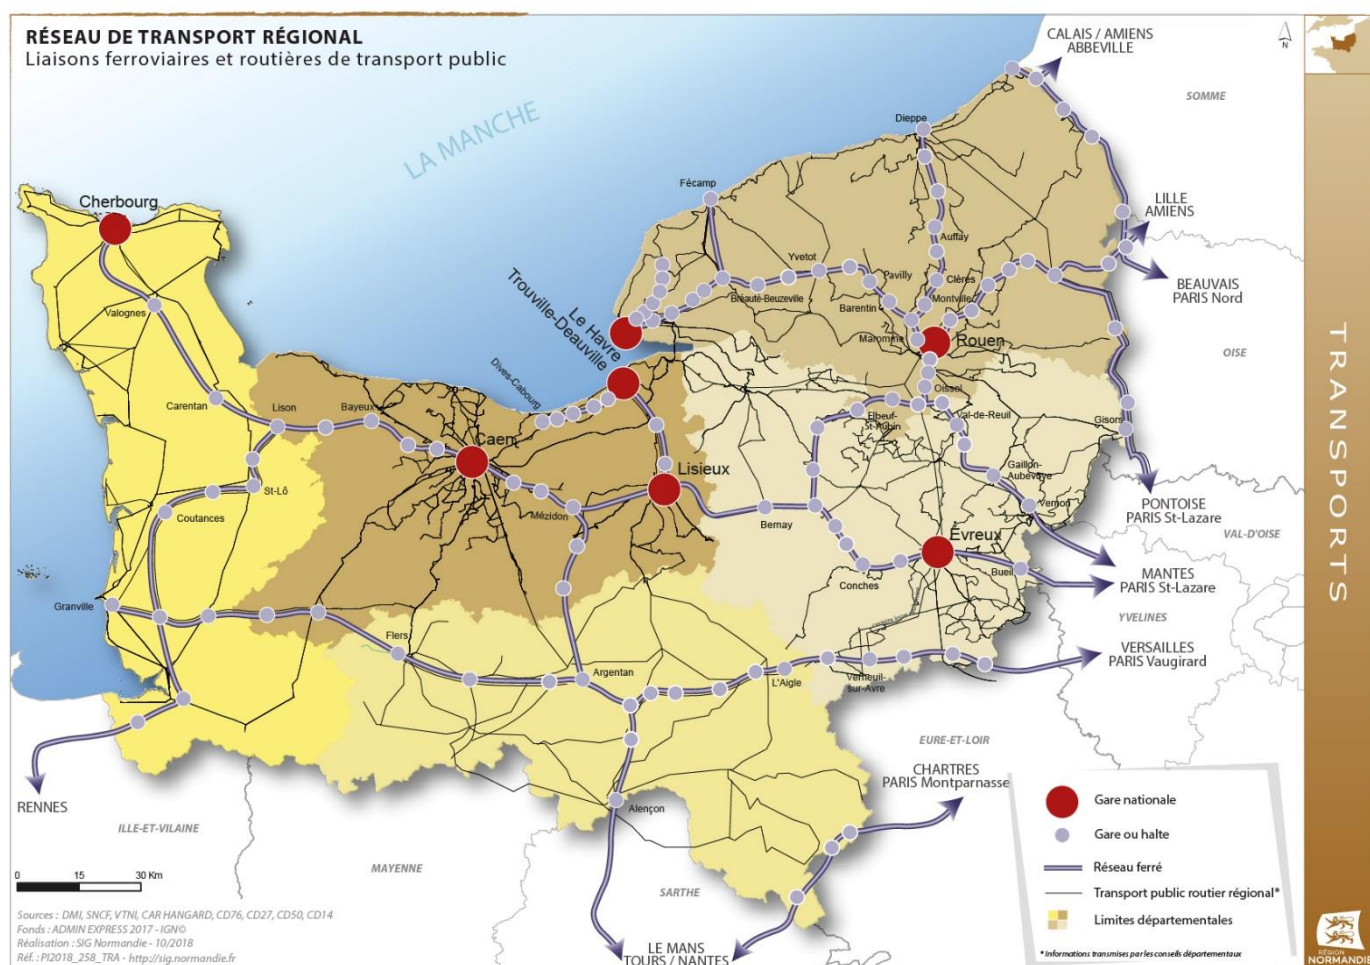 RÉSEAU DE TRANSPORT RÉGIONAL
Liaisons ferroviaires et routières de transport public
N
CALAIS / AMIENS
ABBEVILLE
SOMME
LA MANCHE
Dieppe
Fécamp
LILLE
AMIENS
Cherbourg
Auffay
Yvetot
Pavilly
Clères
BEAUVAIS
PARIS Nord
Bréauté-Beuzeville
Montville
Barentin
Valognes
Le Havre
Trouville-Deauville
Maromme
Rouen
OISE
Dives-Cabourg
Oissel
Carentan
Lison
Bayeux
Elbeuf-
St-Aubin
Val-de-Reuil
Gisors
Caen
Lisieux
Gaillon-
Aubevoye
St-Lô
Mézidon
Vernon
PONTOISE
PARIS St-Lazare
Coutances
Bernay
VAL-D'OISE
Évreux
Conches
Bueil
MANTES
PARIS St-Lazare
Granville
YVELINES
Flers
VERSAILLES
PARIS Vaugirard
Argentan
L'Aigle
Verneuil-
sur-Avre
EURE-ET-LOIR
CHARTRES
PARIS Montparnasse
RENNES
Alençon
ILLE-ET-VILAINE
MAYENNE
SARTHE
LE MANS
TOURS / NANTES
0 15 30 Km
Sources : DMI, SNCF, VTNI, CAR HANGARD, CD76, CD27, CD50, CD14
Fonds : ADMIN EXPRESS 2017 - IGN©
Réalisation : SIG Normandie - 10/2018
Réf. : PI2018_258_TRA - http://sig.normandie.fr
Gare nationale
Gare ou halte
Réseau ferré
Transport public routier régional*
Limites départementales
* Informations transmises par les conseils départementaux
TRANSPORTS
RÉGION
NORMANDIE